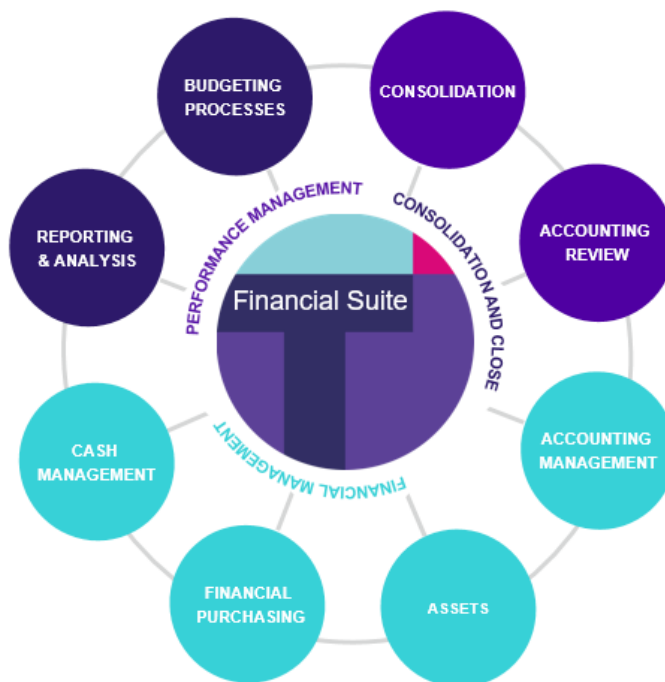 BUDGETING
PROCESSES
CONSOLIDATION
REPORTING
& ANALYSIS
PERFORMANCE MANAGEMENT
CONSOLIDATION AND CLOSE
ACCOUNTING
REVIEW
Financial Suite
CASH
MANAGEMENT
FINANCIAL MANAGEMENT
ACCOUNTING
MANAGEMENT
FINANCIAL
PURCHASING
ASSETS